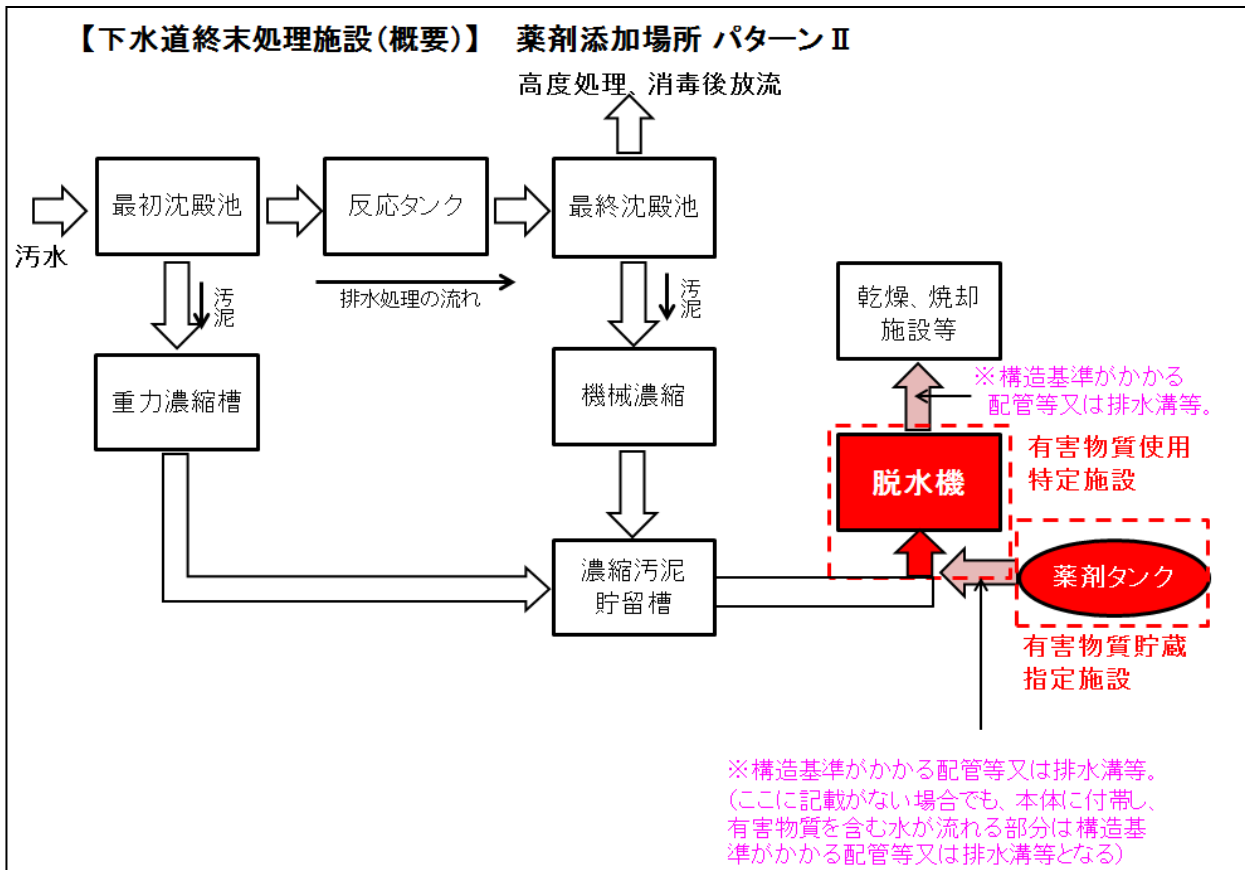 【下水道終末処理施設(概要)】 薬剤添加場所 パターンⅡ
高度処理、消毒後放流
最初沈殿池
反応タンク
最終沈殿池
汚水
汚泥
排水処理の流れ
汚泥
乾燥、焼却
施設等
重力濃縮槽
機械濃縮
※構造基準がかかる
配管等又は排水溝等。
脱水機
有害物質使用
特定施設
濃縮汚泥
貯留槽
薬剤タンク
有害物質貯蔵
指定施設
※構造基準がかかる配管等又は排水溝等。
(ここに記載がない場合でも、本体に付帯し、
有害物質を含む水が流れる部分は構造基
準がかかる配管等又は排水溝等となる)